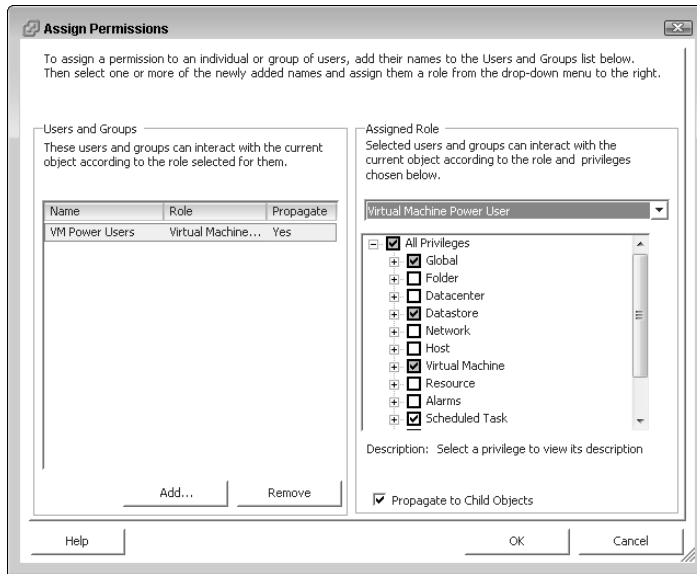 Assign Permissions
To assign a permission to an individual or group of users, add their names to the Users and Groups list below.
Then select one or more of the newly added names and assign them a role from the drop-down menu to the right.
Users and Groups
These users and groups can interact with the current
object according to the role selected for them.
Name Role Propagate
VM Power Users Virtual Machine... Yes
Add... Remove
Assigned Role
Selected users and groups can interact with the
current object according to the role and privileges
chosen below.
Virtual Machine Power User
All Privileges
Global
Folder
Datacenter
Datastore
Network
Host
Virtual Machine
Resource
Alarms
Scheduled Task
Description: Select a privilege to view its description
Propagate to Child Objects
Help OK Cancel